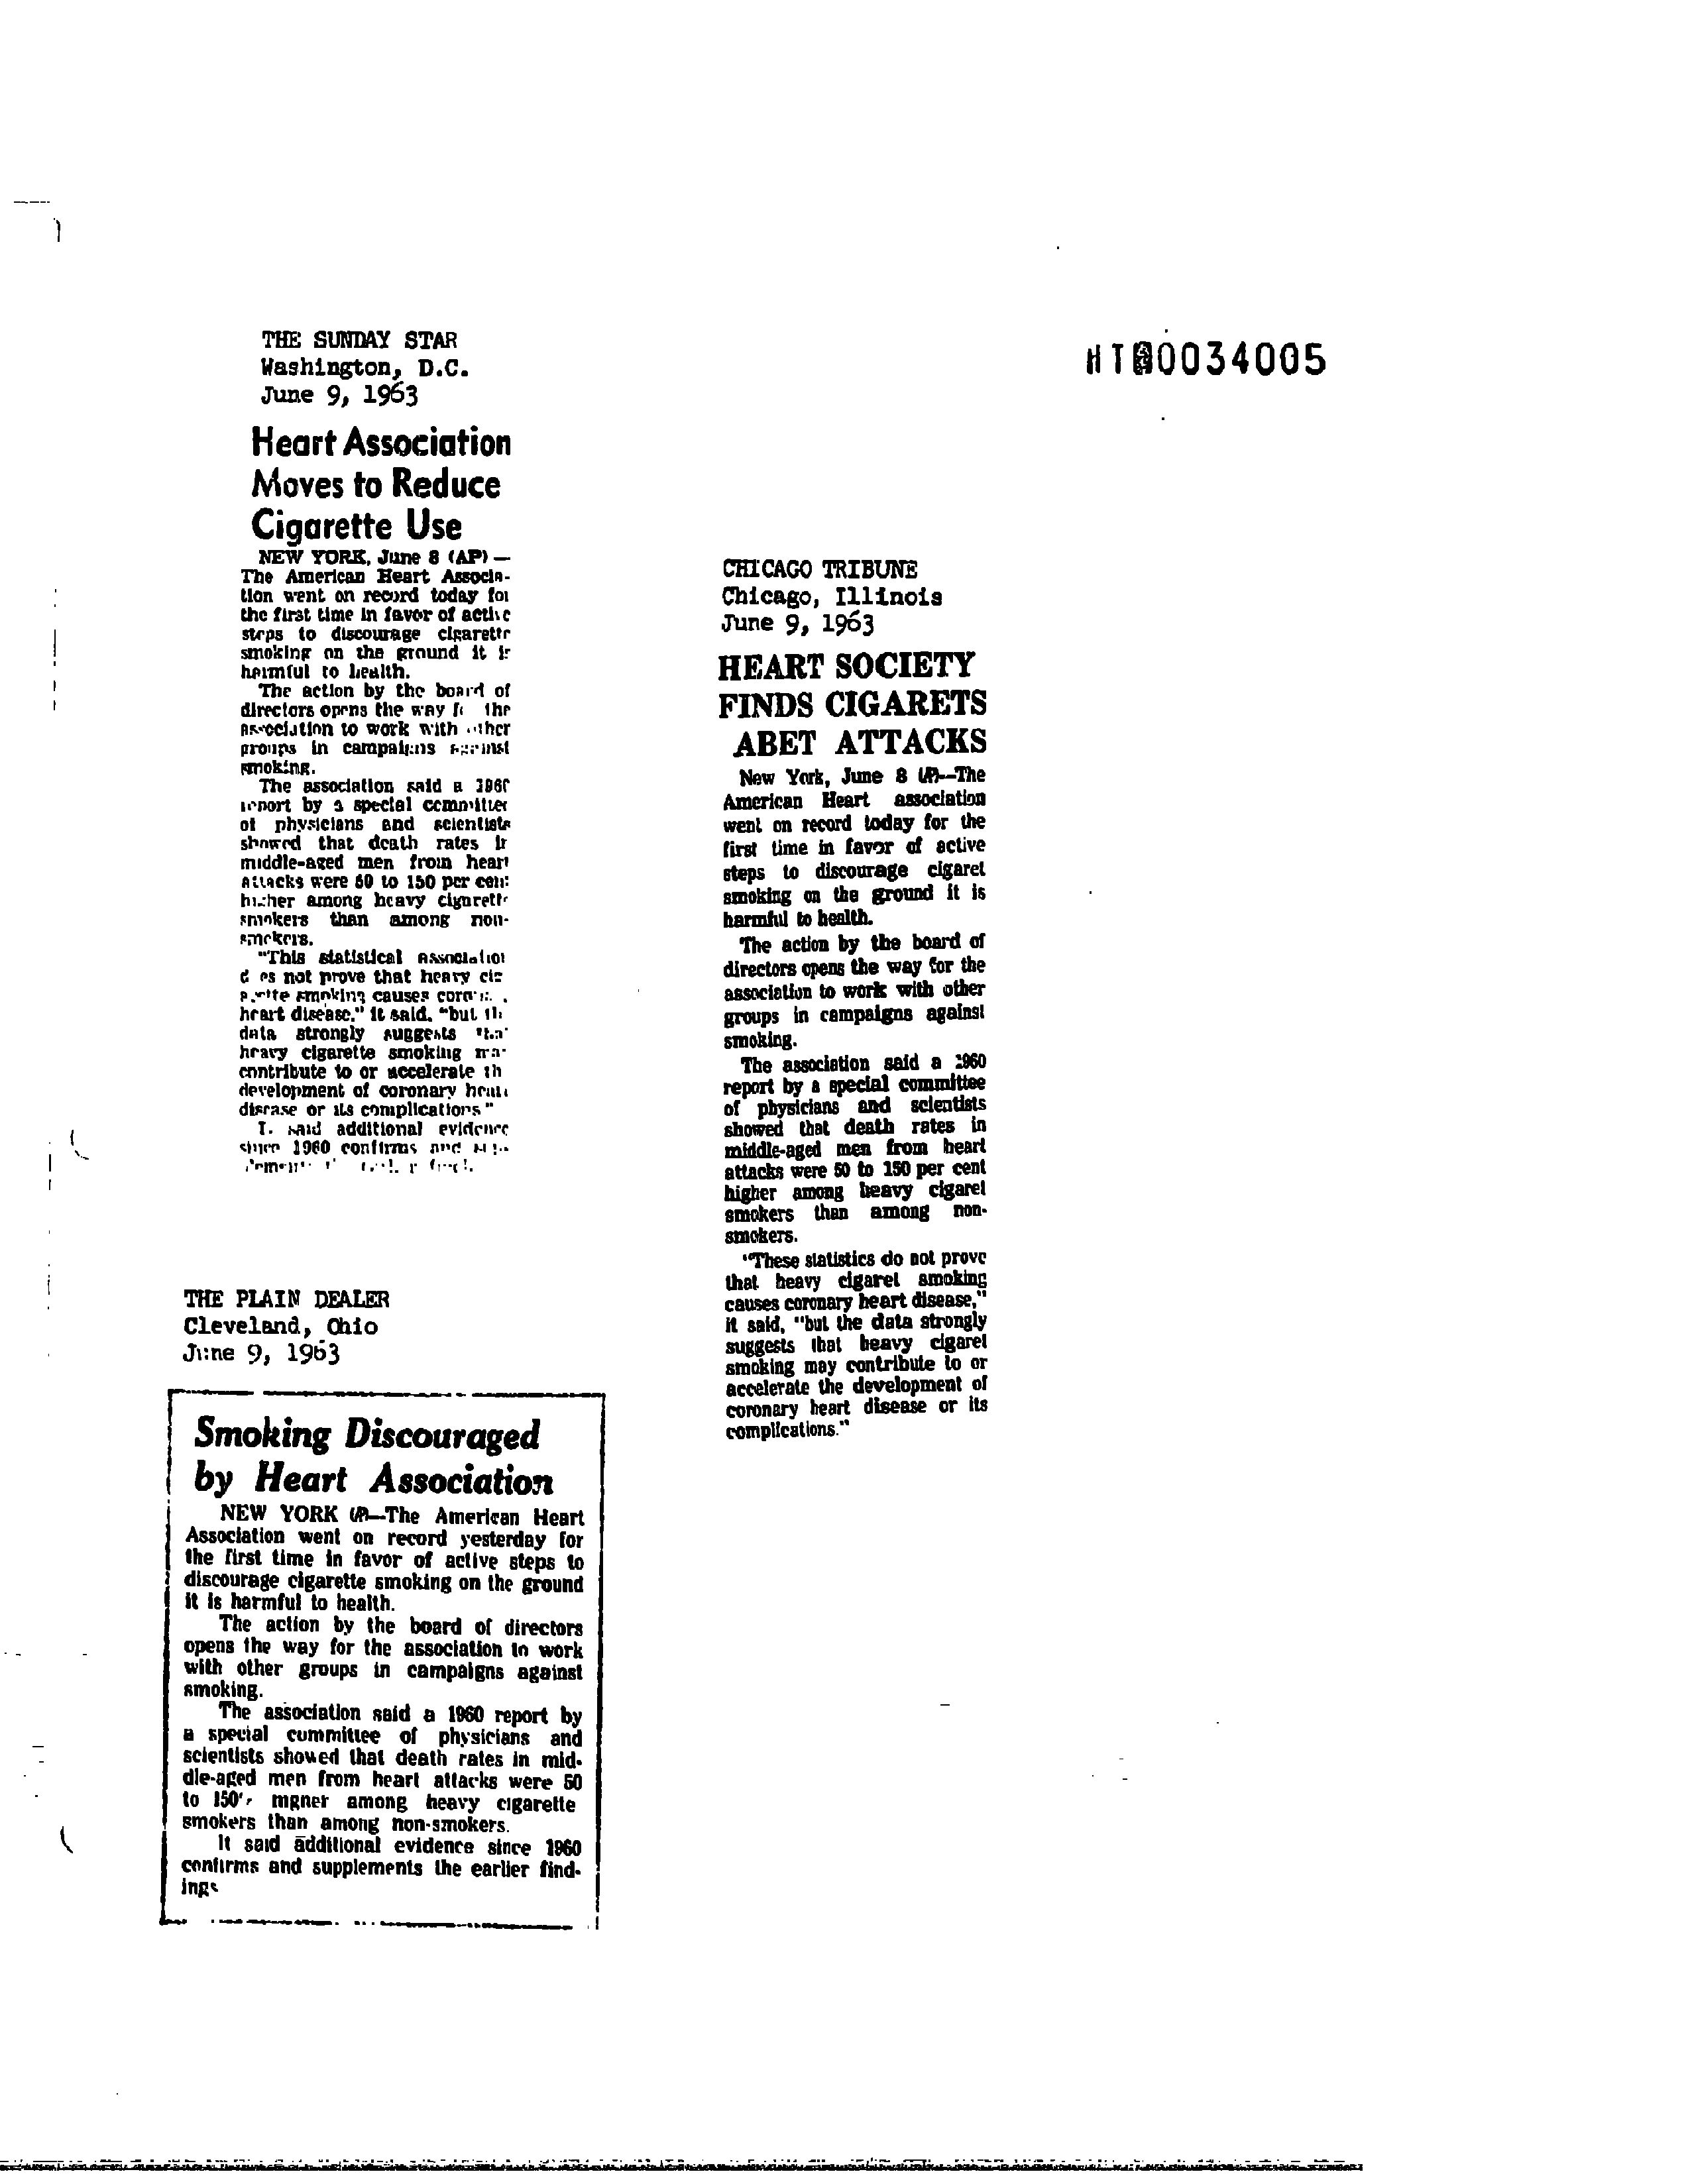 THE SUNDAY STAR
Washington, D.C.
June 9, 1963
Heart Association
Moves to Reduce
Cigarette Use
NEW YORK, June 8 (AP) —
The American Heart Associa-
tion went on record today for
the first time in favor of active
steps to discourage cigarette
smoking on the ground it is
harmful to health.
The action by the board of
directors opens the way the
association to work with other
groups in campaigns against
smoking.
The association said a
report by a special committee
of physicians and scientists
showed that death rates in
middle-aged men from heart
attacks were 50 to 150 per cent
higher among heavy cigarette
smokers than among non-
smokers.
"This statistical association
not prove that heavy
smoking causes
heart disease." it said. "but
data strongly suggests
heavy cigarette smoking
contribute to or accelerate
development of coronary
disease or its complications"
said additional evidence
since 1960 confirms and
THE PLAIN DEALER
Cleveland, Ohio
June 9, 1963
Smoking Discouraged
by Heart Association
NEW YORK (AP)—The American Heart
Association went on record yesterday for
the first time in favor of active steps to
discourage cigarette smoking on the ground
it is harmful to health.
The action by the board of directors
opens the way for the association to work
with other groups in campaigns against
smoking.
The association said a 1960 report by
a special committee of physicians and
scientists showed that death rates in mid-
dle-aged men from heart attacks were 50
to among heavy cigarette
smokers than among non-smokers.
It said additional evidence since 1960
confirms and supplements the earlier find-
ings
HT00034005
CHICAGO TRIBUNE
Chicago, Illinois
June 9, 1963
HEART SOCIETY
FINDS CIGARETS
ABET ATTACKS
New York, June 8 (AP)—The
American Heart association
went on record today for the
first time in favor of active
steps to discourage cigaret
smoking on the ground it is
harmful to health.
The action by the board of
directors opens the way for the
association to work with other
groups in campaigns against
smoking.
The association said a 1960
report by a special committee
of physicians and scientists
showed that death rates in
middle-aged men from heart
attacks were 50 to 150 per cent
higher among heavy cigaret
smokers than among non-
smokers.
"These statistics do not prove
that heavy cigaret smoking
causes coronary heart disease,"
it said, "but the data strongly
suggests that heavy cigaret
smoking may contribute to or
accelerate the development of
coronary heart disease or its
complications."